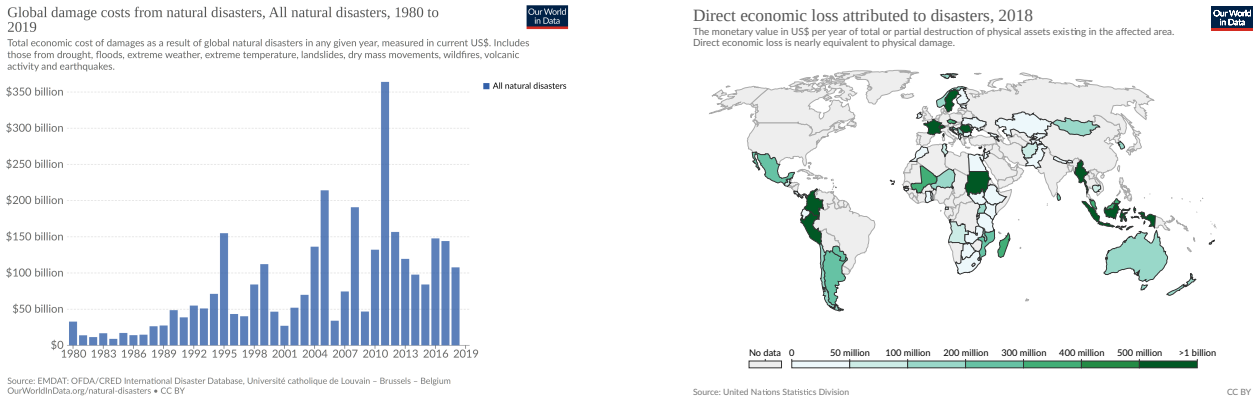 Global damage costs from natural disasters, All natural disasters, 1980 to
2019
Our World
in Data
Total economic cost of damages as a result of global natural disasters in any given year, measured in current US$. Includes
those from drought, floods, extreme weather, extreme temperature, landslides, dry mass movements, wildfires, volcanic
activity and earthquakes.
$350 billion
$300 billion
$250 billion
$200 billion
$150 billion
$100 billion
$50 billion
$0
1980 1983 1986 1989 1992 1995 1998 2001 2004 2007 2010 2013 2016 2019
All natural disasters
Source: EMDAT: OFDA/CRED International Disaster Database, Université catholique de Louvain – Brussels – Belgium
OurWorldInData.org/natural-disasters • CC BY
Direct economic loss attributed to disasters, 2018
Our World
in Data
The monetary value in US$ per year of total or partial destruction of physical assets existing in the affected area.
Direct economic loss is nearly equivalent to physical damage.
No data 0 50 million 100 million 200 million 300 million 400 million 500 million >1 billion
Source: United Nations Statistics Division
CC BY